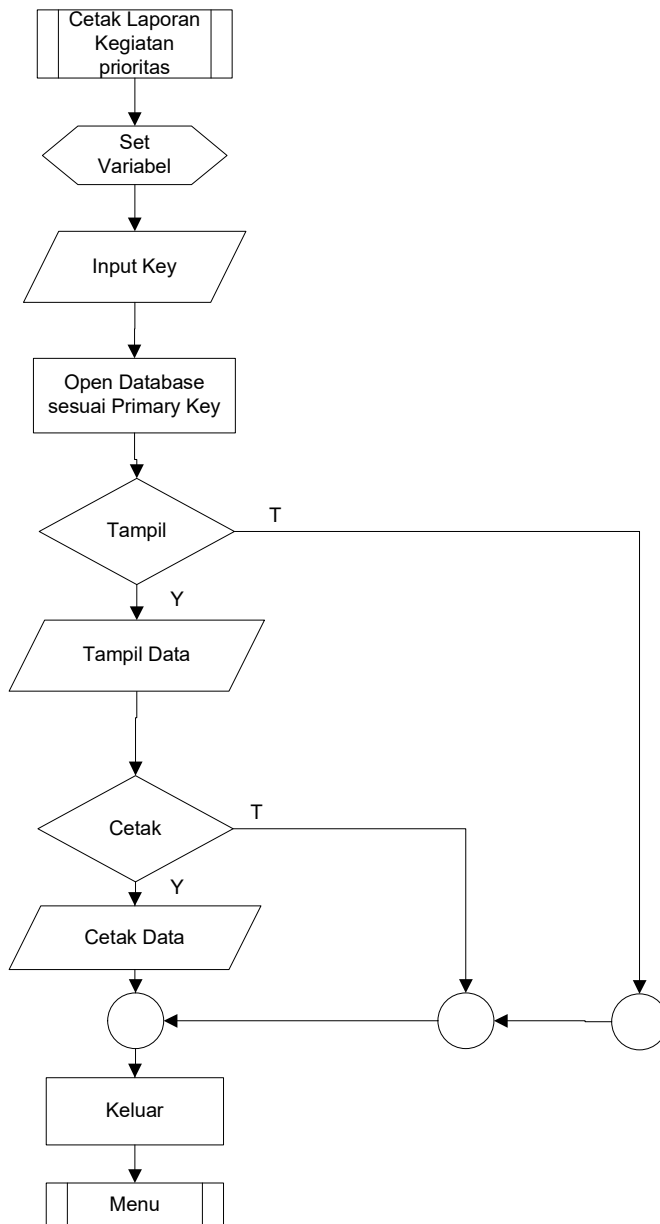 Cetak Laporan
Kegiatan
prioritas
Set
Variabel
Input Key
Open Database
sesuai Primary Key
Tampil
T
Y
Tampil Data
Cetak
T
Y
Cetak Data
Keluar
Menu